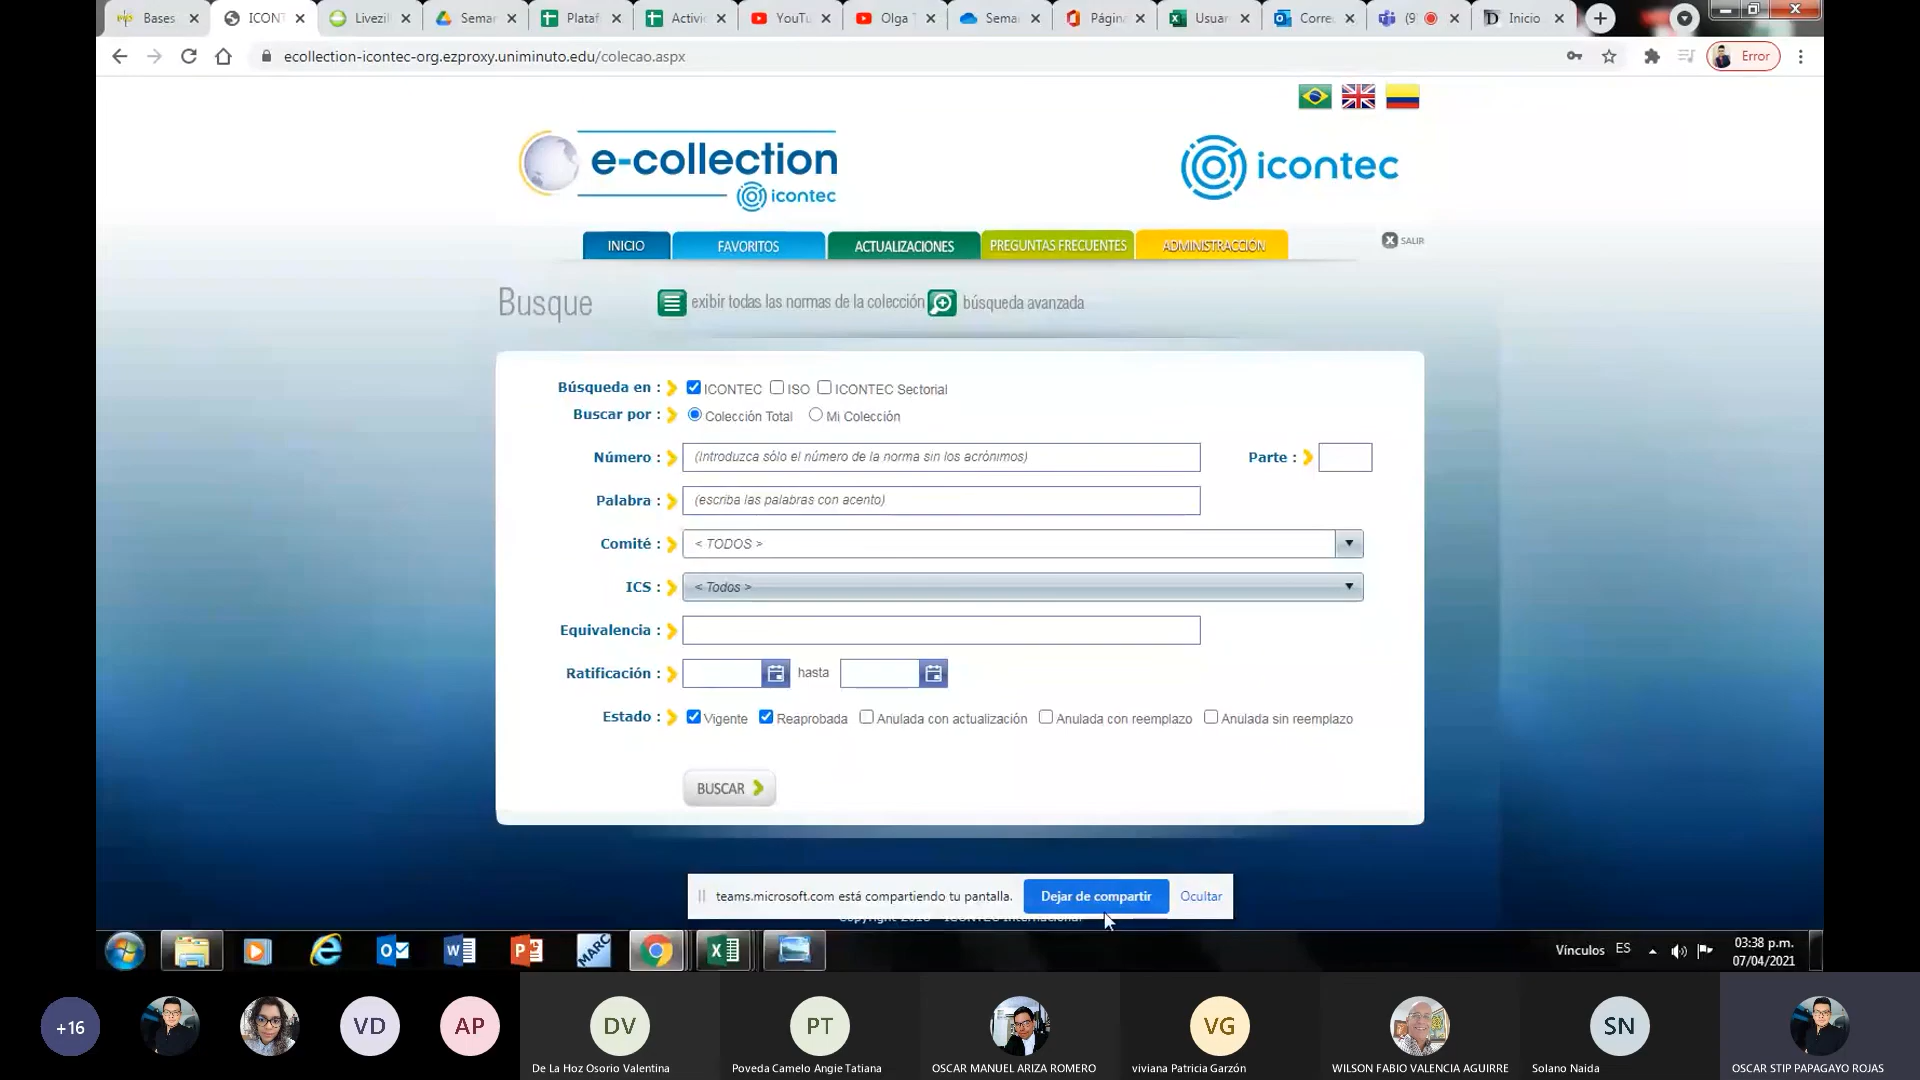 Bases
ICONT
Livezil
Semar
Plataf
Activi
YouTu
Olga T
Semar
Página
Usuar
Corre
(9
Inicio
ecollection-icontec-org.ezproxy.uniminuto.edu/colecao.aspx
Error
e-collection
icontec
icontec
INICIO
FAVORITOS
ACTUALIZACIONES
PREGUNTAS FRECUENTES
ADMINISTRACCIÓN
X SALIR
Busque
exibir todas las normas de la colección
búsqueda avanzada
Búsqueda en : ICONTEC ISO ICONTEC Sectorial
Buscar por : Colección Total Mi Colección
Número : (Introduzca sólo el número de la norma sin los acrónimos) Parte :
Palabra : (escriba las palabras con acento)
Comité : < TODOS >
ICS : < Todos >
Equivalencia :
Ratificación : hasta
Estado : Vigente Reaprobada Anulada con actualización Anulada con reemplazo Anulada sin reemplazo
BUSCAR
teams.microsoft.com está compartiendo tu pantalla. Dejar de compartir Ocultar
MARC
Vínculos ES
03:38 p.m.
07/04/2021
+16
VD
AP
DV
PT
VG
SN
De La Hoz Osorio Valentina
Poveda Camelo Angie Tatiana
OSCAR MANUEL ARIZA ROMERO
viviana Patricia Garzón
WILSON FABIO VALENCIA AGUIRRE
Solano Naida
OSCAR STIP PAPAGAYO ROJAS